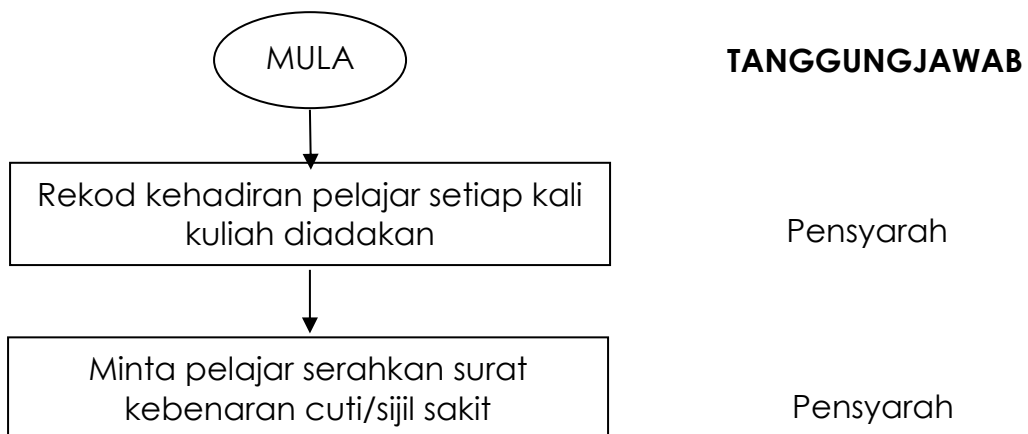 MULA
TANGGUNGJAWAB
Rekod kehadiran pelajar setiap kali
kuliah diadakan
Pensyarah
Minta pelajar serahkan surat
kebenaran cuti/sijil sakit
Pensyarah